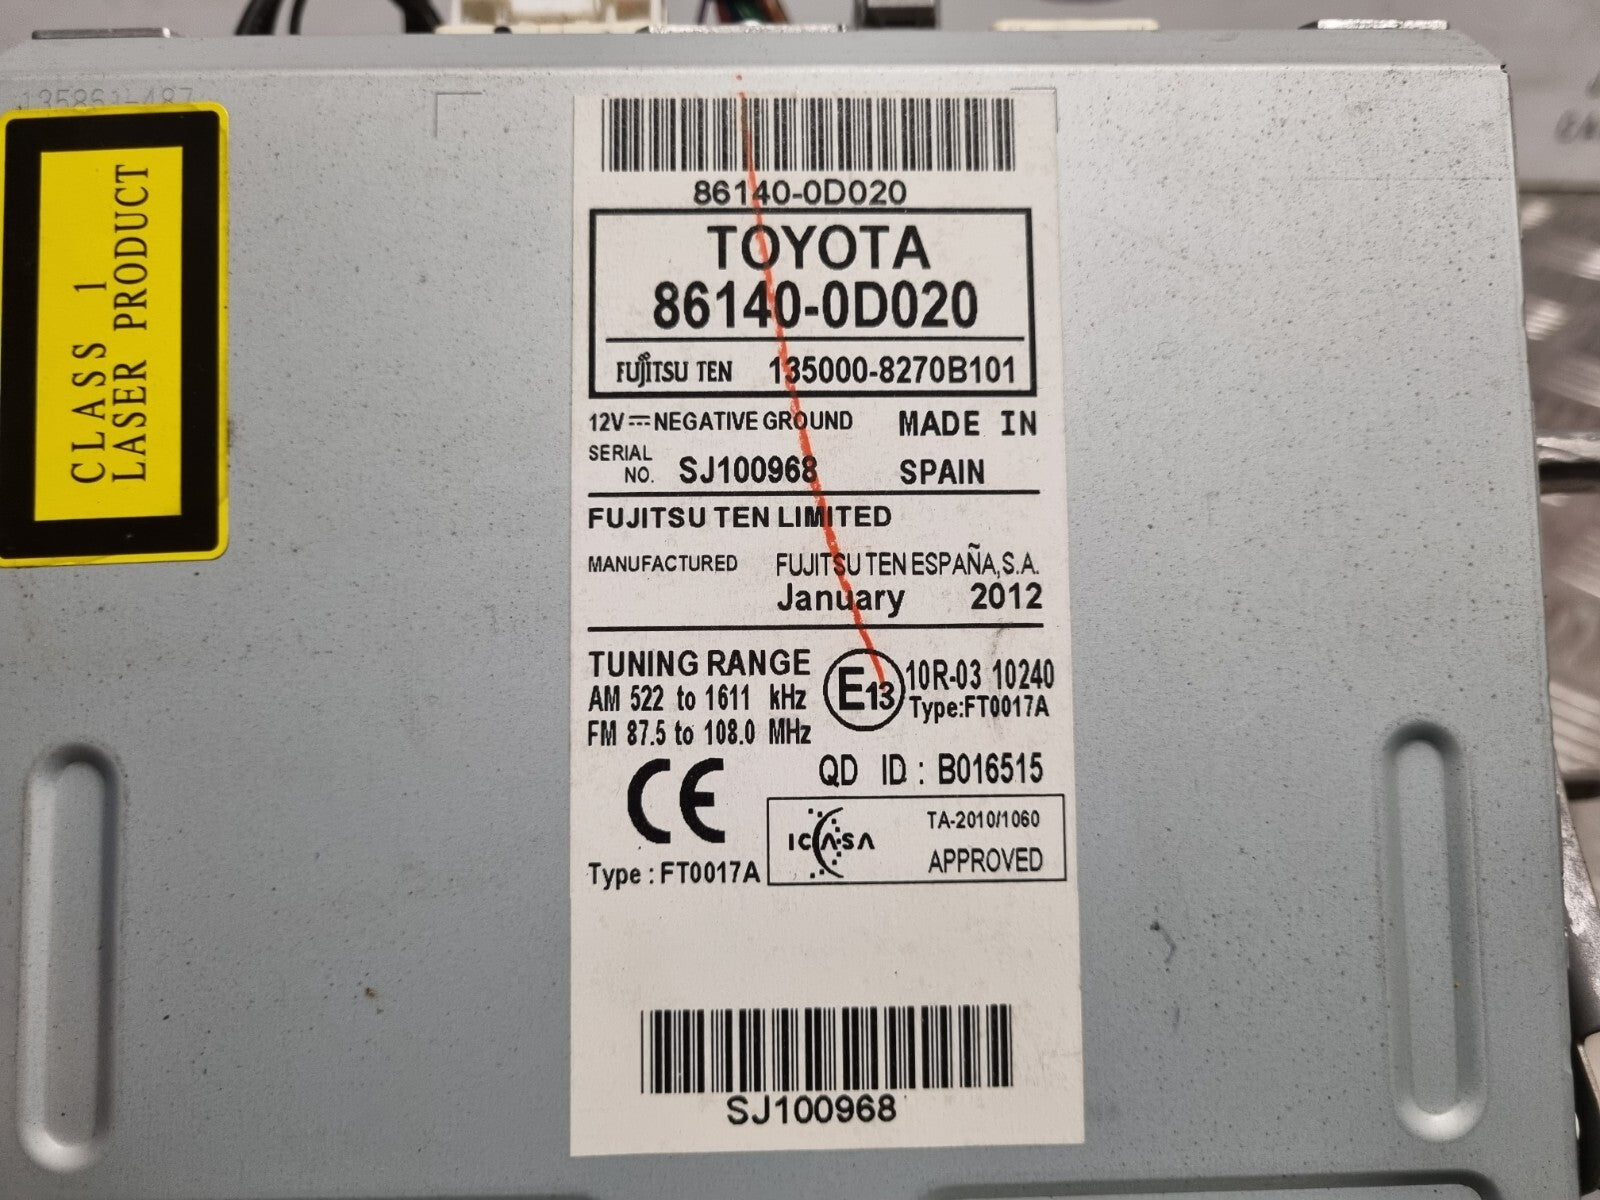 135861-487
CLASS 1
LASER PRODUCT
86140-0D020
TOYOTA
86140-0D020
FUJITSU TEN 135000-8270B101
12V NEGATIVE GROUND MADE IN
SERIAL
NO. SJ100968 SPAIN
FUJITSU TEN LIMITED
MANUFACTURED FUJITSU TEN ESPAÑA,S.A.
January 2012
TUNING RANGE
AM 522 to 1611 kHz
FM 87.5 to 108.0 MHz
E13 10R-03 10240
Type:FT0017A
QD ID : B016515
CE
Type : FT0017A
ICASA
TA-2010/1060
APPROVED
SJ100968